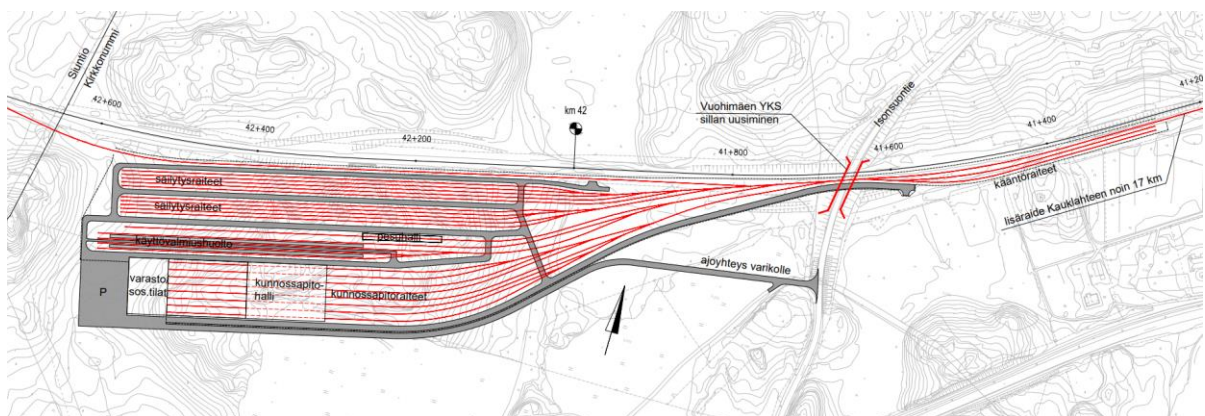 Siuntio
Kirkkonummi
42+600
42+400
42+200
km 42
41+800
Vuohimäen YKS
sillan uusiminen
Isonsuontie
41+600
41+400
41+200
kääntöraiteet
lisäraide Kauklahteen noin 17 km
säilytysraiteet
säilytysraiteet
pesuhalli
käyttövalmiushuolto
ajoyhteys varikolle
P
varasto
sos.tilat
kunnossapito-
halli
kunnossapitoraiteet